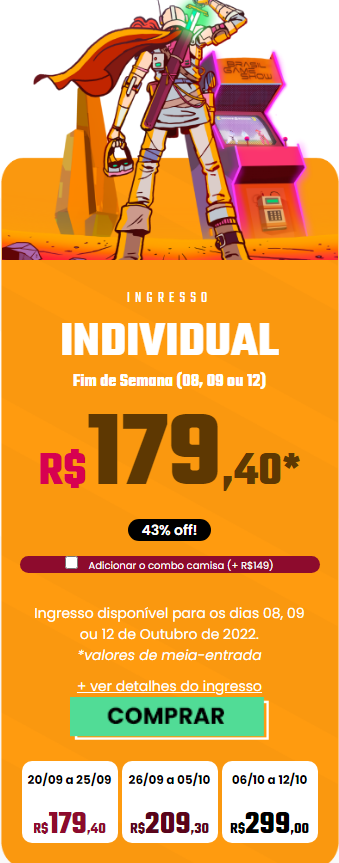 BRASIL
GAME
SHOW
INGRESSO
INDIVIDUAL
Fim de Semana (08, 09 ou 12)
R$179,40*
43% off!
Adicionar o combo camisa (+ R$149)
Ingresso disponível para os dias 08, 09
ou 12 de Outubro de 2022.
*valores de meia-entrada
+ ver detalhes do ingresso
COMPRAR
20/09 a 25/09 26/09 a 05/10 06/10 a 12/10
R$179,40 R$209,30 R$299,00